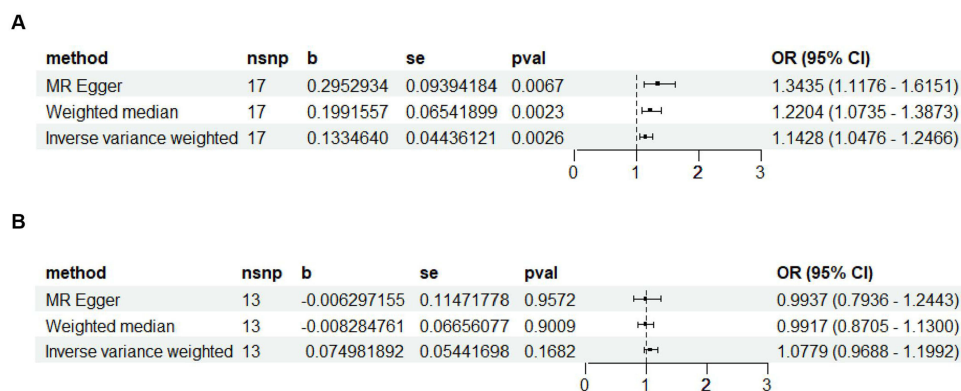 A
method nsnp b se pval OR (95% CI)
MR Egger 17 0.2952934 0.09394184 0.0067 1.3435 (1.1176 - 1.6151)
Weighted median 17 0.1991557 0.06541899 0.0023 1.2204 (1.0735 - 1.3873)
Inverse variance weighted 17 0.1334640 0.04436121 0.0026 1.1428 (1.0476 - 1.2466)
0 1 2 3
B
method nsnp b se pval OR (95% CI)
MR Egger 13 -0.006297155 0.11471778 0.9572 0.9937 (0.7936 - 1.2443)
Weighted median 13 -0.008284761 0.06656077 0.9009 0.9917 (0.8705 - 1.1300)
Inverse variance weighted 13 0.074981892 0.05441698 0.1682 1.0779 (0.9688 - 1.1992)
0 1 2 3